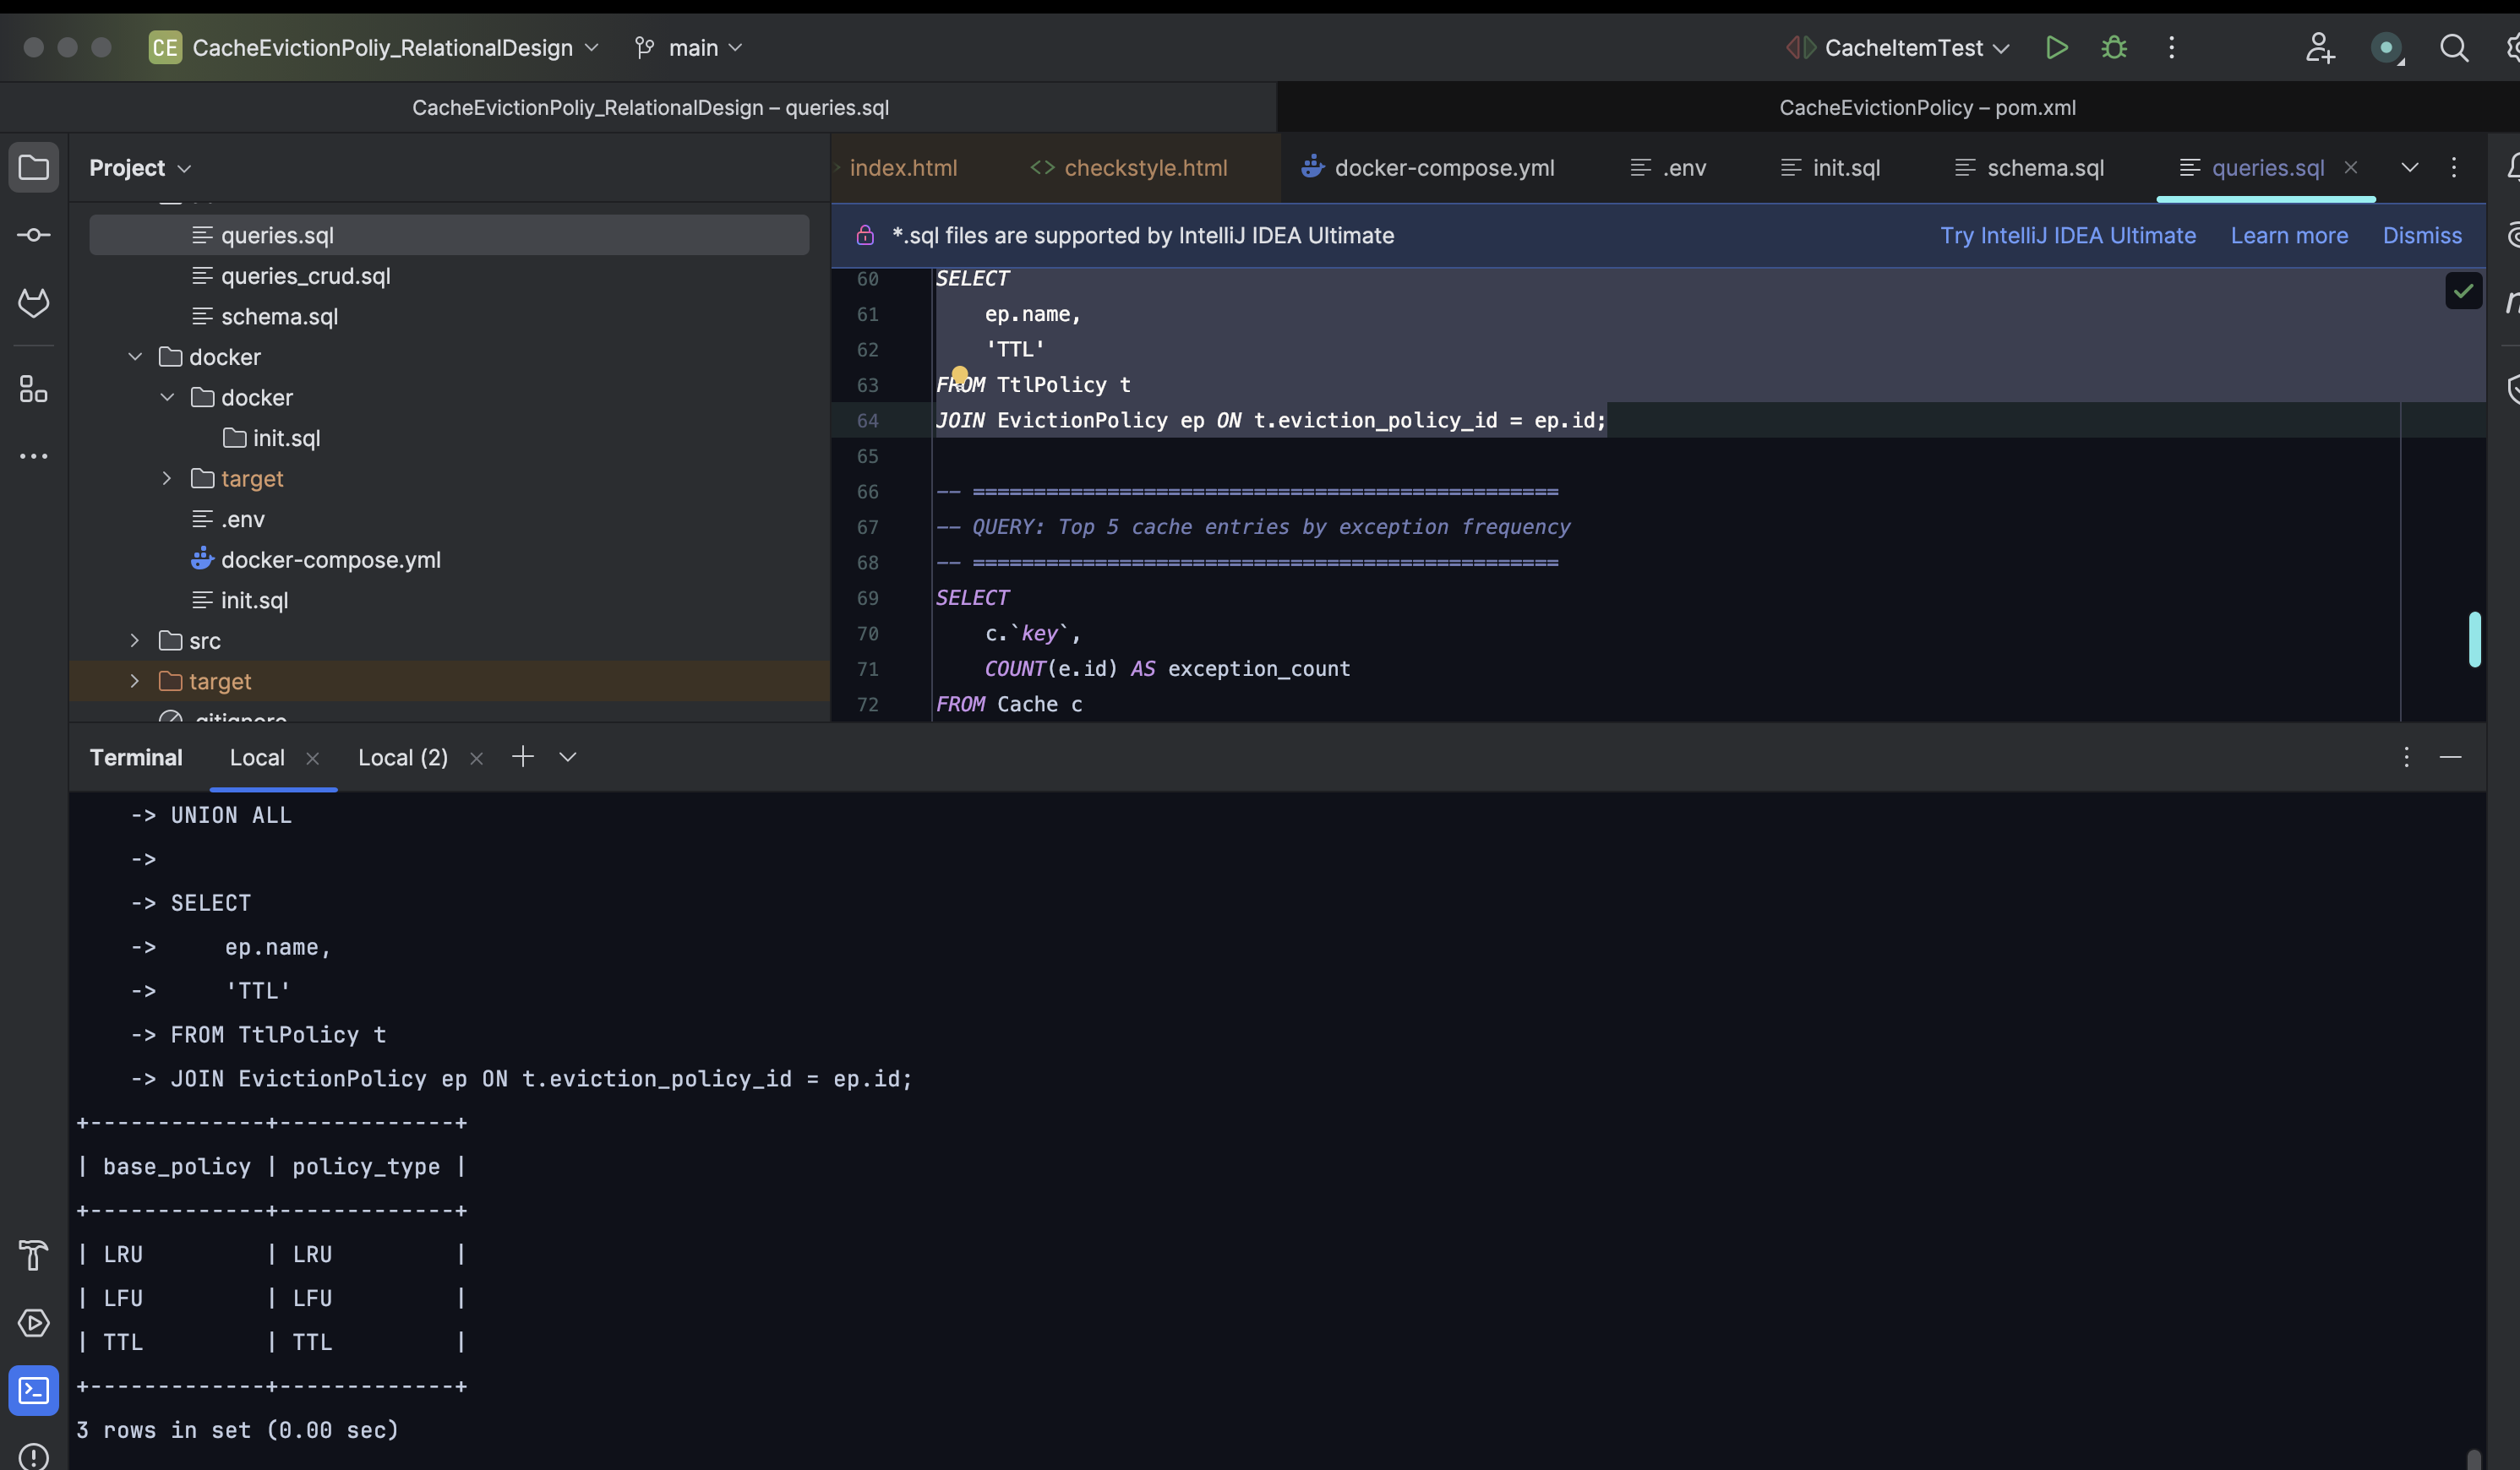 CE CacheEvictionPoliy_RelationalDesign main CacheItemTest
CacheEvictionPoliy_RelationalDesign – queries.sql CacheEvictionPolicy – pom.xml
Project
index.html <> checkstyle.html docker-compose.yml .env init.sql schema.sql queries.sql
queries.sql
queries_crud.sql
schema.sql
docker
docker
init.sql
target
.env
docker-compose.yml
init.sql
src
target
.gitignore
*.sql files are supported by IntelliJ IDEA Ultimate Try IntelliJ IDEA Ultimate Learn more Dismiss
60 SELECT
61 ep.name,
62 'TTL'
63 FROM TtlPolicy t
64 JOIN EvictionPolicy ep ON t.eviction_policy_id = ep.id;
65
66 -- ================================================
67 -- QUERY: Top 5 cache entries by exception frequency
68 -- ================================================
69 SELECT
70 c.`key`,
71 COUNT(e.id) AS exception_count
72 FROM Cache c
Terminal Local Local (2)
-> UNION ALL
->
-> SELECT
-> ep.name,
-> 'TTL'
-> FROM TtlPolicy t
-> JOIN EvictionPolicy ep ON t.eviction_policy_id = ep.id;
+-------------+-------------+
| base_policy | policy_type |
+-------------+-------------+
| LRU | LRU |
| LFU | LFU |
| TTL | TTL |
+-------------+-------------+
3 rows in set (0.00 sec)